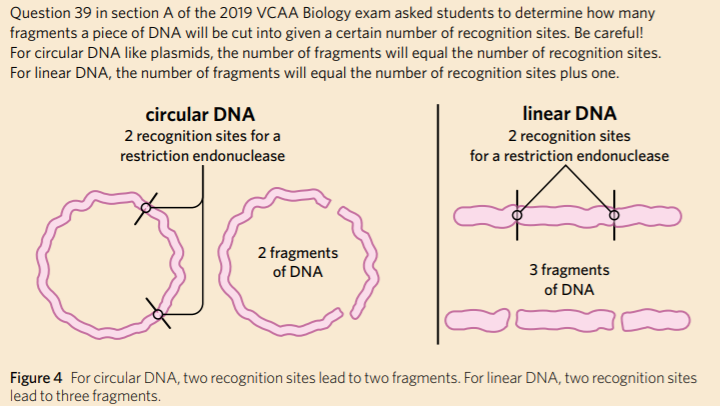 Question 39 in section A of the 2019 VCAA Biology exam asked students to determine how many
fragments a piece of DNA will be cut into given a certain number of recognition sites. Be careful!
For circular DNA like plasmids, the number of fragments will equal the number of recognition sites.
For linear DNA, the number of fragments will equal the number of recognition sites plus one.
circular DNA
2 recognition sites for a
restriction endonuclease
2 fragments
of DNA
linear DNA
2 recognition sites
for a restriction endonuclease
3 fragments
of DNA
Figure 4 For circular DNA, two recognition sites lead to two fragments. For linear DNA, two recognition sites
lead to three fragments.